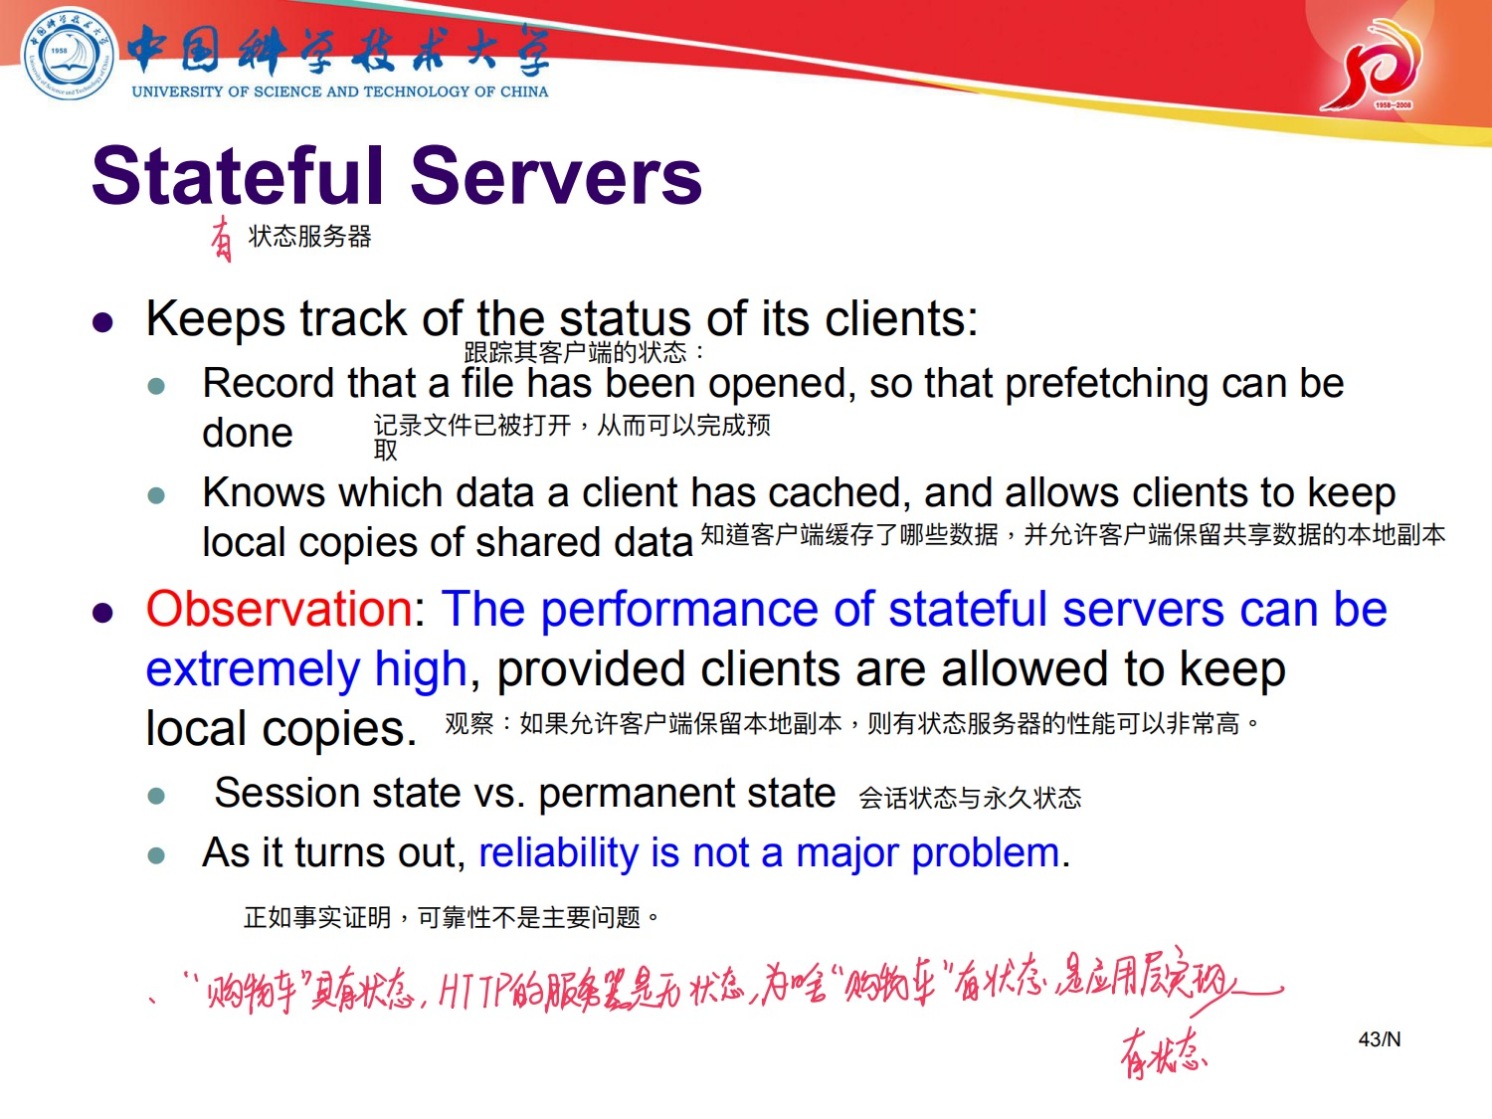 中国科学技术大学
1958
UNIVERSITY OF SCIENCE AND TECHNOLOGY OF CHINA
1958—2008
Stateful Servers
有 状态服务器
Keeps track of the status of its clients:
跟踪其客户端的状态：
Record that a file has been opened, so that prefetching can be
done
记录文件已被打开，从而可以完成预
取
Knows which data a client has cached, and allows clients to keep
local copies of shared data 知道客户端缓存了哪些数据，并允许客户端保留共享数据的本地副本
Observation: The performance of stateful servers can be
extremely high, provided clients are allowed to keep
local copies. 观察：如果允许客户端保留本地副本，则有状态服务器的性能可以非常高。
Session state vs. permanent state 会话状态与永久状态
As it turns out, reliability is not a major problem.
正如事实证明，可靠性不是主要问题。
、“购物车”具有状态，HTTP的服务器是无状态，为啥“购物车”有状态，是应用层实现
有状态、
43/N